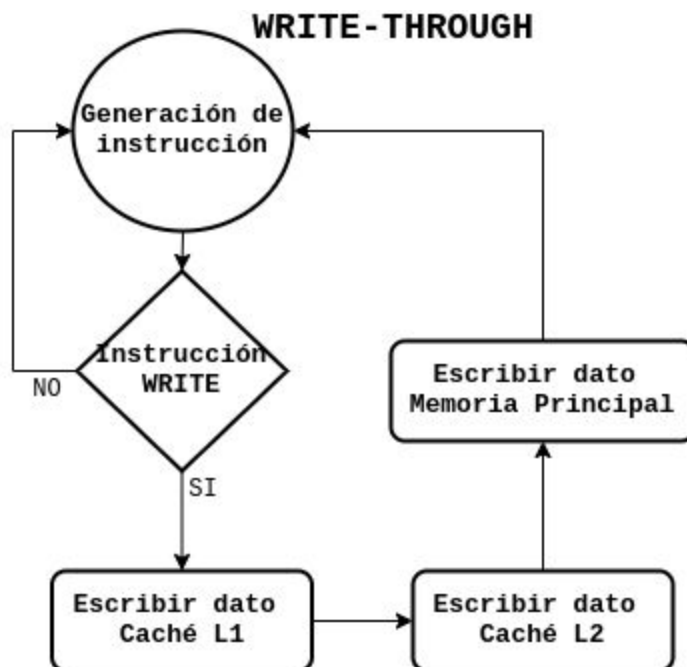 WRITE-THROUGH
Generación de
instrucción
Instrucción
WRITE
NO
SI
Escribir dato
Caché L1
Escribir dato
Caché L2
Escribir dato
Memoria Principal